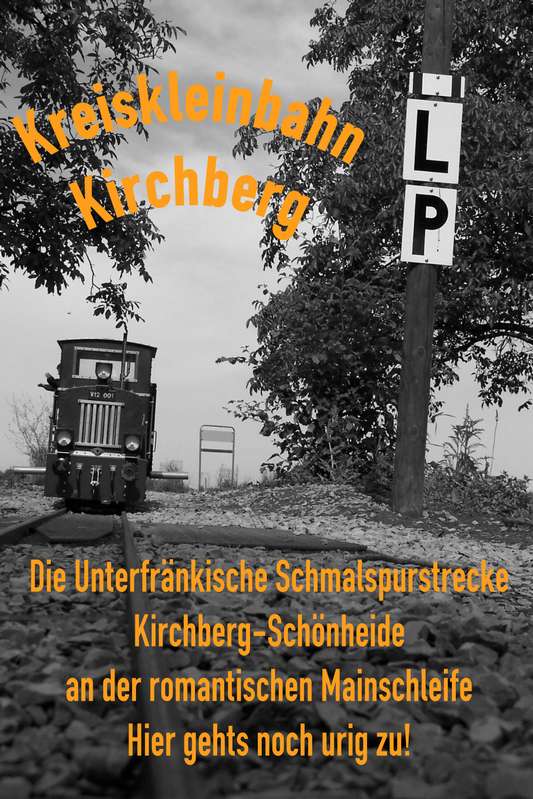 Kreiskleinbahn
Kirchberg
L
P
V12 001
Die Unterfränkische Schmalspurstrecke
Kirchberg-Schönheide
an der romantischen Mainschleife
Hier gehts noch urig zu!